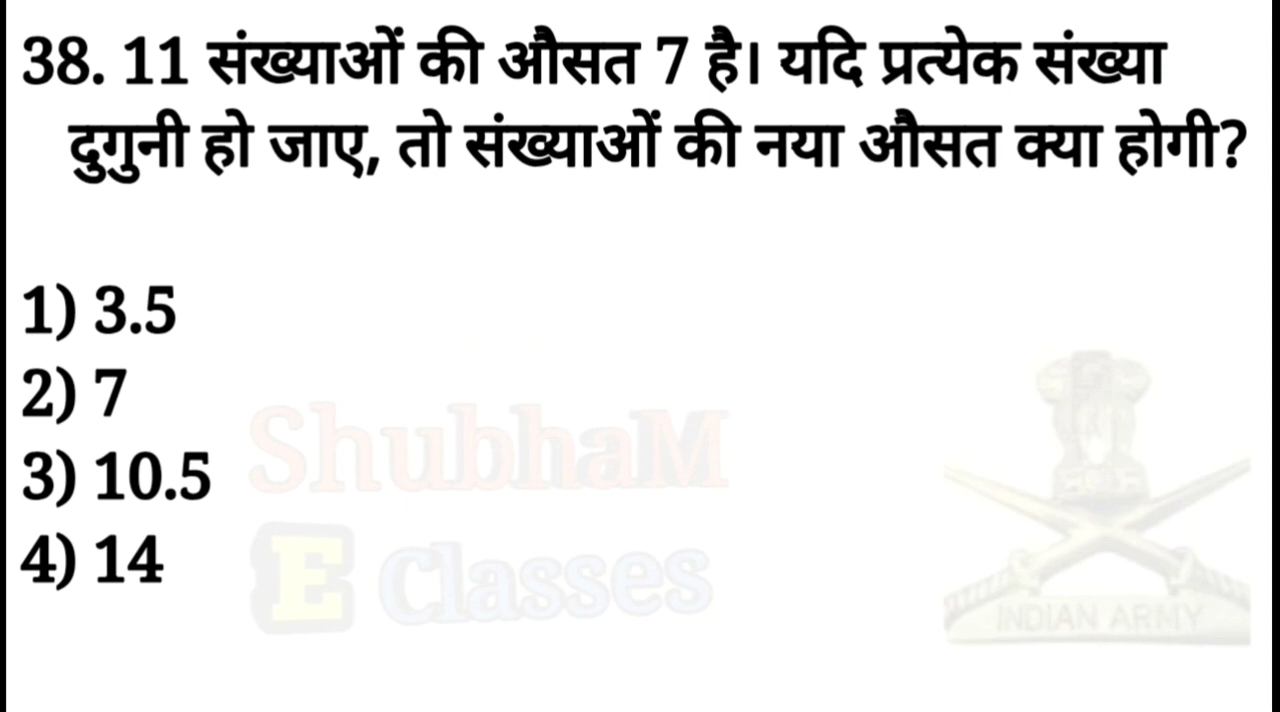 38. 11 संख्याओं की औसत 7 है। यदि प्रत्येक संख्या
दुगुनी हो जाए, तो संख्याओं की नया औसत क्या होगी?
1) 3.5
2) 7
3) 10.5
4) 14
ShubhaM
E Classes
INDIAN ARMY